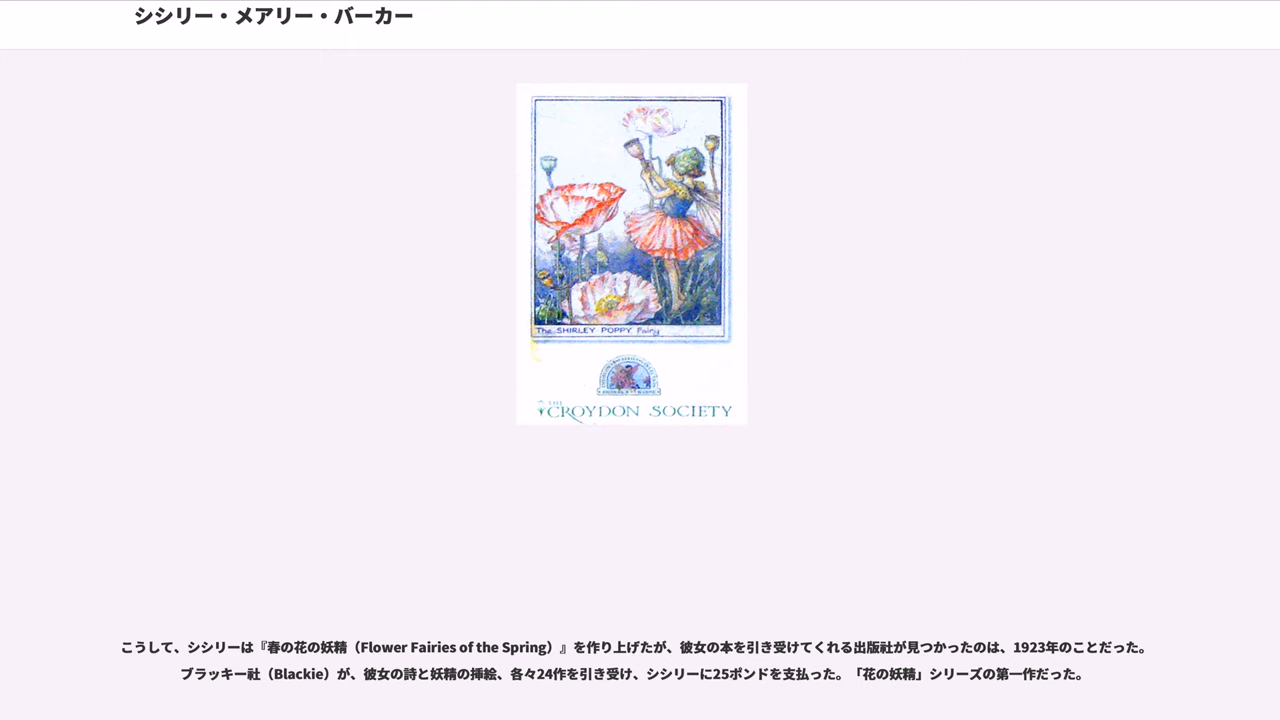 シシリー・メアリー・バーカー
The SHIRLEY POPPY Fairy
THE
CROYDON SOCIETY
こうして、シシリーは『春の花の妖精（Flower Fairies of the Spring）』を作り上げたが、彼女の本を引き受けてくれる出版社が見つかったのは、1923年のことだった。
ブラッキー社（Blackie）が、彼女の詩と妖精の挿絵、各々24作を引き受け、シシリーに25ポンドを支払った。「花の妖精」シリーズの第一作だった。